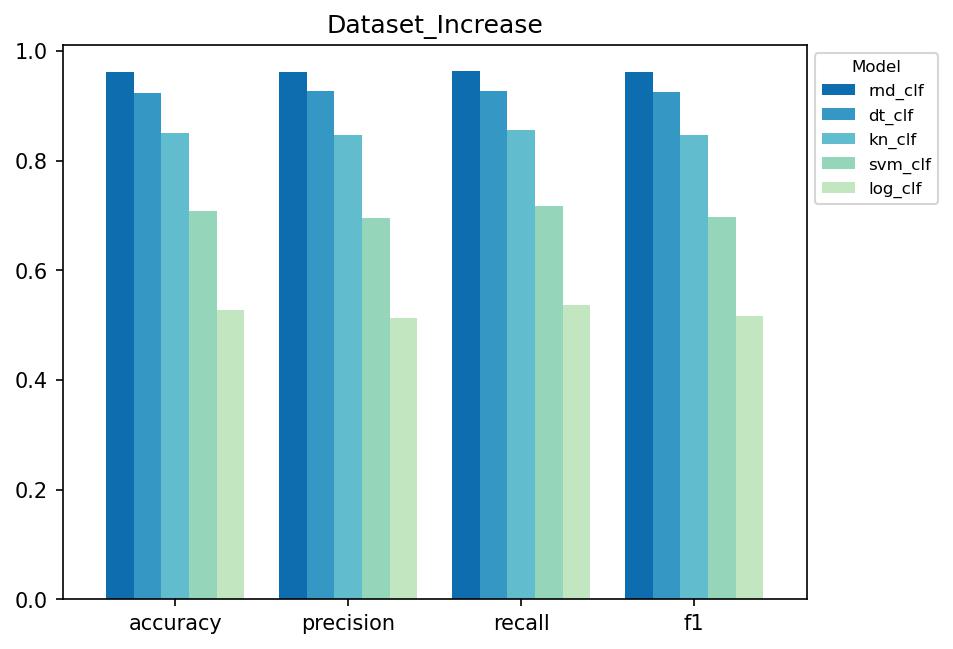 Dataset_Increase
1.0
0.8
0.6
0.4
0.2
0.0
accuracy precision recall f1
Model
rnd_clf
dt_clf
kn_clf
svm_clf
log_clf